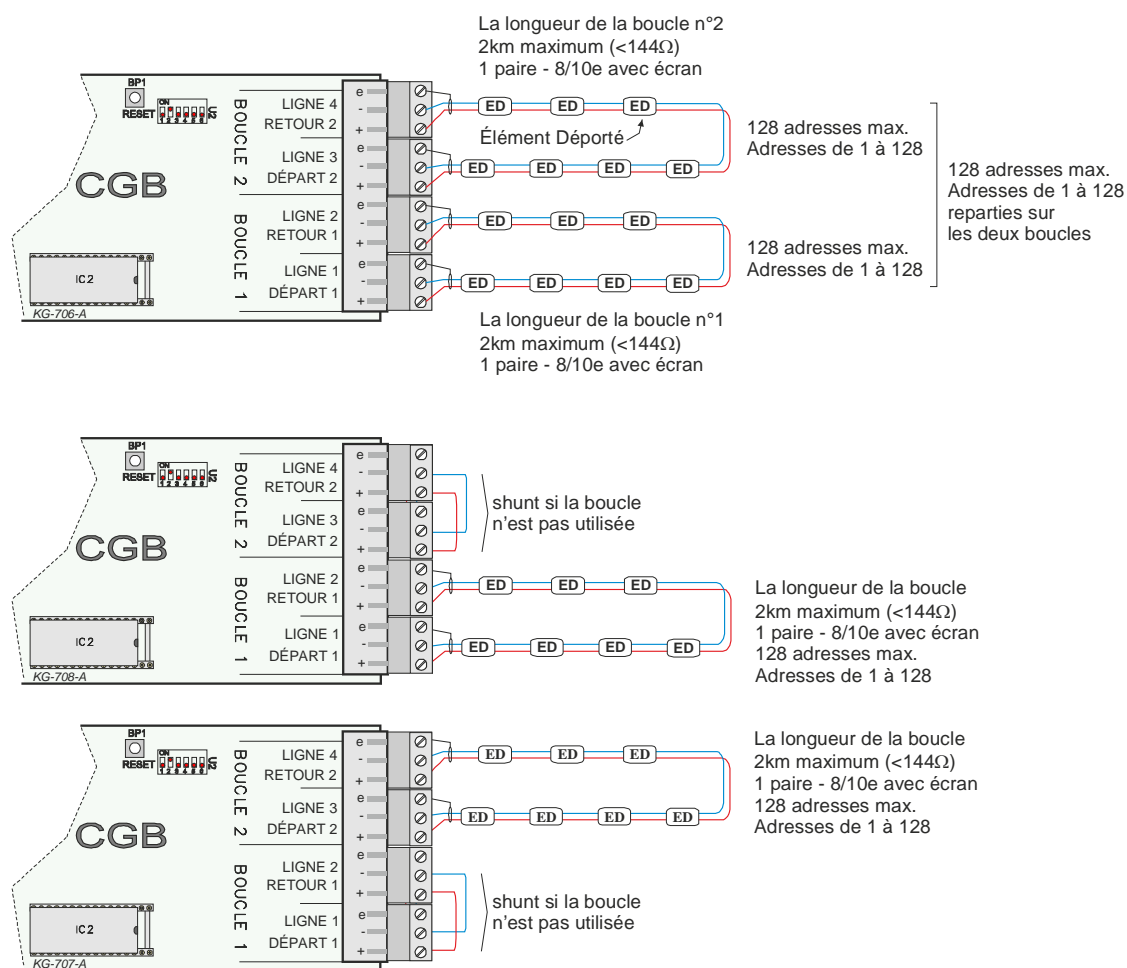 La longueur de la boucle n°2
2km maximum (<144Ω)
1 paire - 8/10e avec écran
BP1
RESET
ON
1 2 3 4 5 6
U2
BOUCLE 2
BOUCLE 1
CGB
IC2
KG-706-A
LIGNE 4
RETOUR 2
LIGNE 3
DÉPART 2
LIGNE 2
RETOUR 1
LIGNE 1
DÉPART 1
e
-
+
e
-
+
e
-
+
e
-
+
ED ED ED
Élément Déporté
ED ED ED ED
ED ED ED
ED ED ED ED
128 adresses max.
Adresses de 1 à 128
128 adresses max.
Adresses de 1 à 128
128 adresses max.
Adresses de 1 à 128
reparties sur
les deux boucles
La longueur de la boucle n°1
2km maximum (<144Ω)
1 paire - 8/10e avec écran
BP1
RESET
ON
1 2 3 4 5 6
U2
BOUCLE 2
BOUCLE 1
CGB
IC2
KG-708-A
LIGNE 4
RETOUR 2
LIGNE 3
DÉPART 2
LIGNE 2
RETOUR 1
LIGNE 1
DÉPART 1
e
-
+
e
-
+
e
-
+
e
-
+
shunt si la boucle
n'est pas utilisée
ED ED ED
ED ED ED ED
La longueur de la boucle
2km maximum (<144Ω)
1 paire - 8/10e avec écran
128 adresses max.
Adresses de 1 à 128
BP1
RESET
ON
1 2 3 4 5 6
U2
BOUCLE 2
BOUCLE 1
CGB
IC2
KG-707-A
LIGNE 4
RETOUR 2
LIGNE 3
DÉPART 2
LIGNE 2
RETOUR 1
LIGNE 1
DÉPART 1
e
-
+
e
-
+
e
-
+
e
-
+
ED ED ED
ED ED ED ED
La longueur de la boucle
2km maximum (<144Ω)
1 paire - 8/10e avec écran
128 adresses max.
Adresses de 1 à 128
shunt si la boucle
n'est pas utilisée